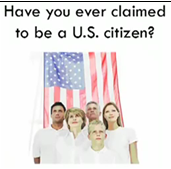 Have you ever claimed
to be a U.S. citizen?